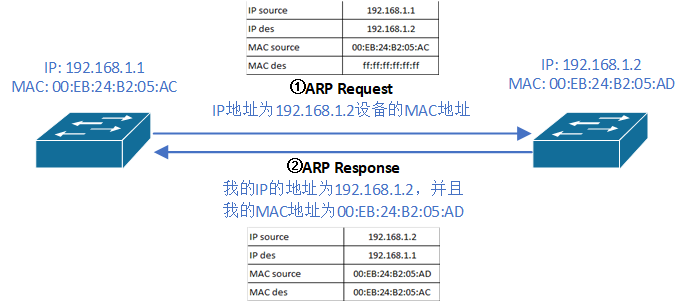 IP source 192.168.1.1
IP des 192.168.1.2
MAC source 00:EB:24:B2:05:AC
MAC des ff:ff:ff:ff:ff:ff
IP: 192.168.1.1
MAC: 00:EB:24:B2:05:AC
IP: 192.168.1.2
MAC: 00:EB:24:B2:05:AD
①ARP Request
IP地址为192.168.1.2设备的MAC地址
②ARP Response
我的IP的地址为192.168.1.2，并且
我的MAC地址为00:EB:24:B2:05:AD
IP source 192.168.1.2
IP des 192.168.1.1
MAC source 00:EB:24:B2:05:AD
MAC des 00:EB:24:B2:05:AC